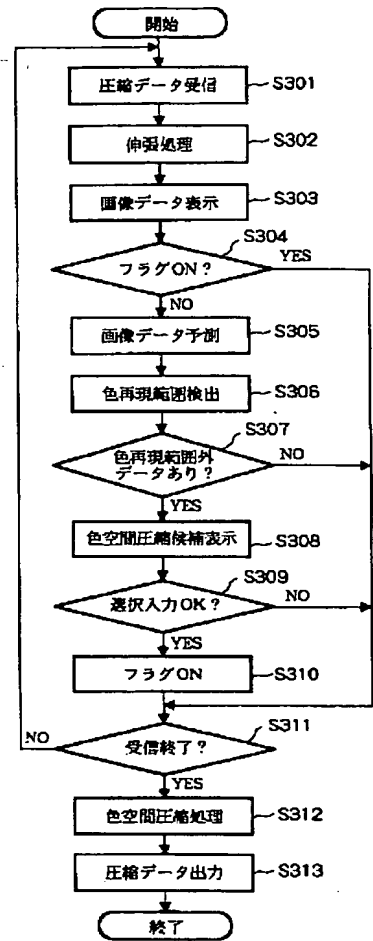 開始
圧縮データ受信 S301
伸張処理 S302
画像データ表示 S303
S304
フラグON? YES
NO
画像データ予測 S305
色再現範囲検出 S306
S307
色再現範囲外
データあり? NO
YES
色空間圧縮候補表示 S308
S309
選択入力OK? NO
YES
フラグON S310
S311
NO 受信終了?
YES
色空間圧縮処理 S312
圧縮データ出力 S313
終了